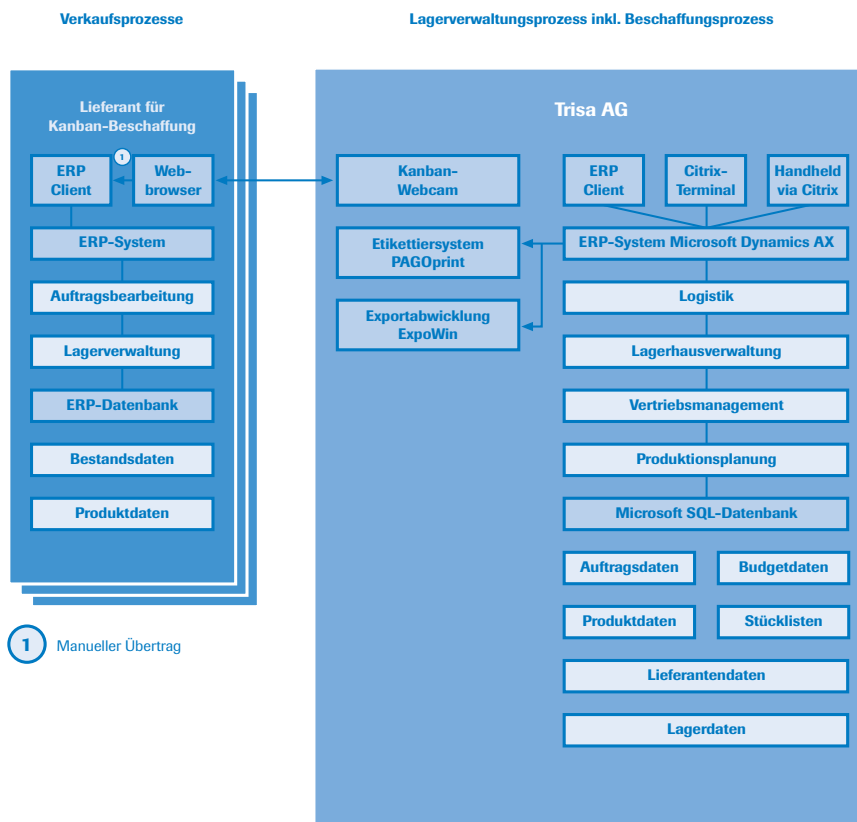 Verkaufsprozesse
Lagerverwaltungsprozess inkl. Beschaffungsprozess
Lieferant für
Kanban-Beschaffung
ERP
Client
1
Web-
browser
ERP-System
Auftragsbearbeitung
Lagerverwaltung
ERP-Datenbank
Bestandsdaten
Produktdaten
1 Manueller Übertrag
Trisa AG
Kanban-
Webcam
Etikettiersystem
PAGOprint
Exportabwicklung
ExpoWin
ERP
Client
Citrix-
Terminal
Handheld
via Citrix
ERP-System Microsoft Dynamics AX
Logistik
Lagerhausverwaltung
Vertriebsmanagement
Produktionsplanung
Microsoft SQL-Datenbank
Auftragsdaten
Budgetdaten
Produktdaten
Stücklisten
Lieferantendaten
Lagerdaten